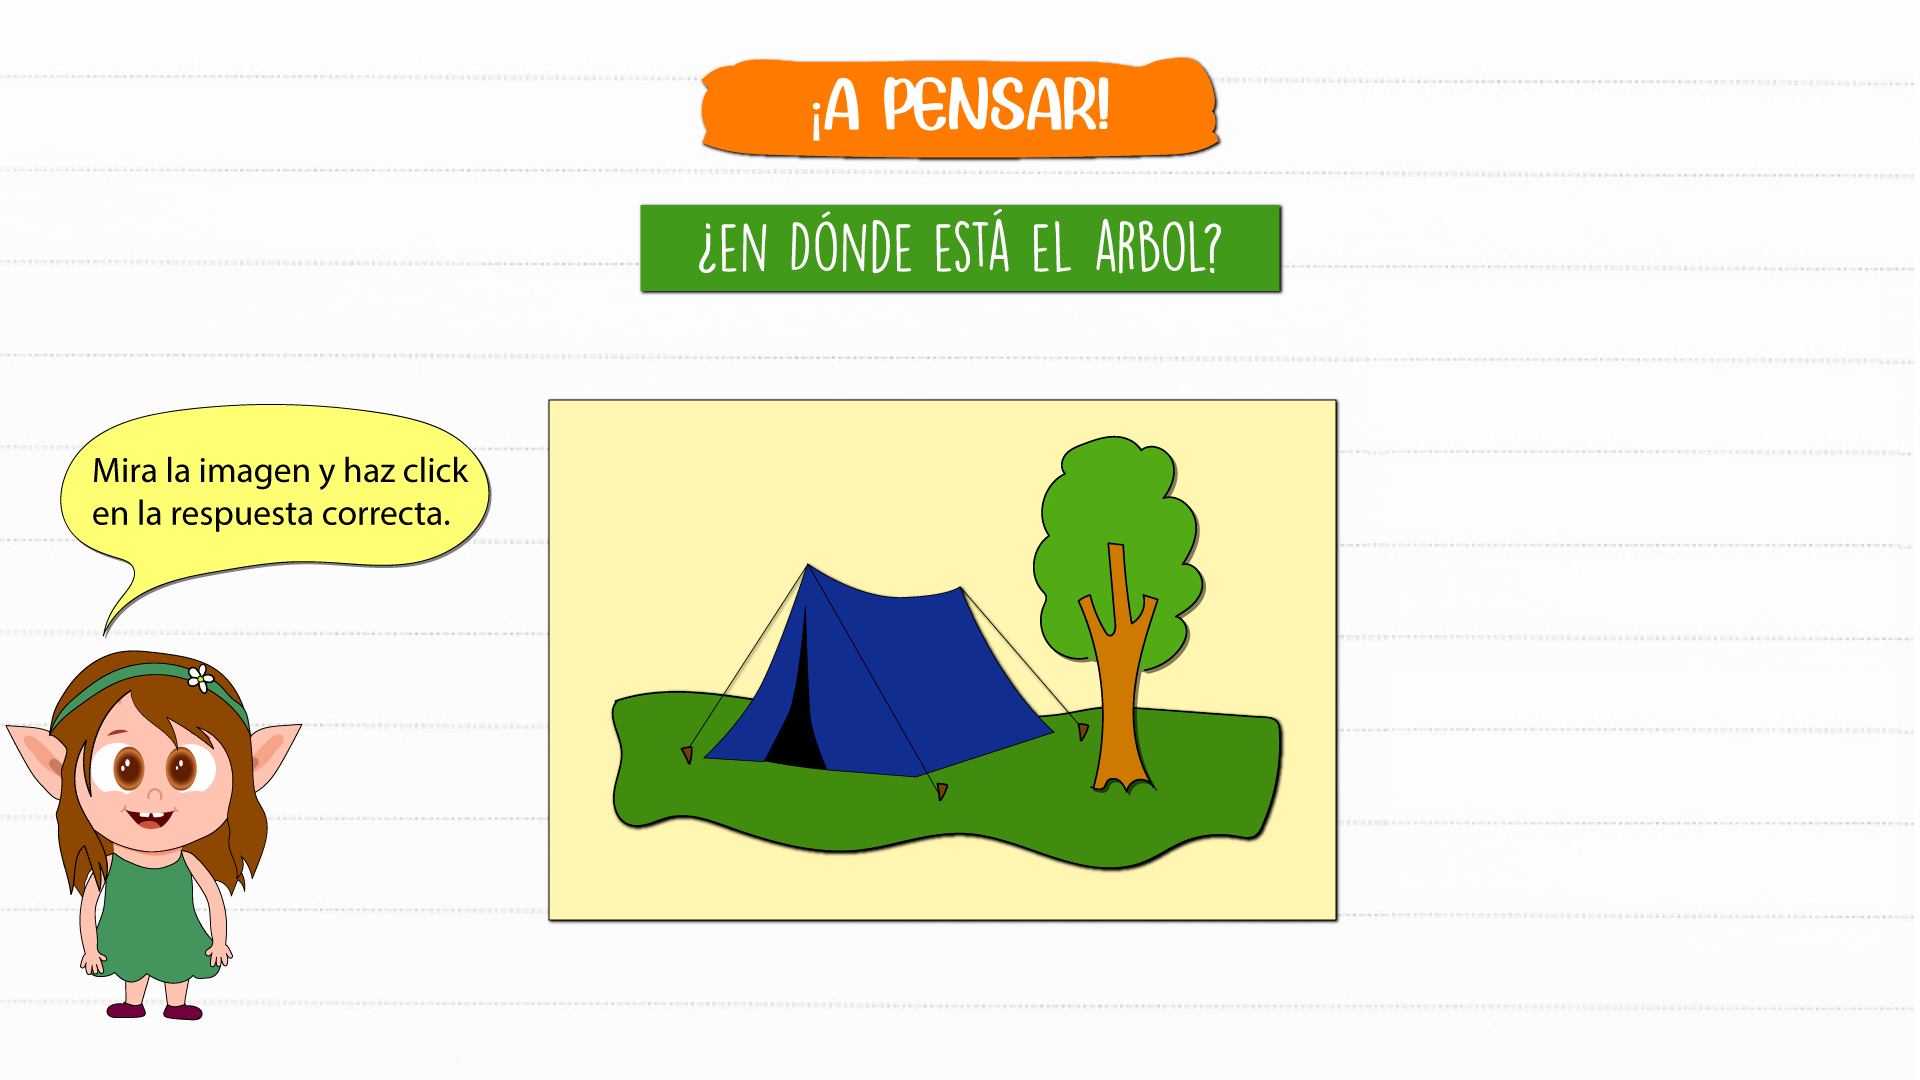 ¡A PENSAR!
¿EN DÓNDE ESTÁ EL ARBOL?
Mira la imagen y haz click
en la respuesta correcta.